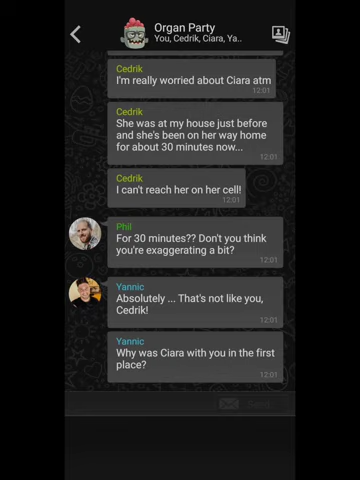 Organ Party
You, Cedrik, Ciara, Ya..
Cedrik
I'm really worried about Ciara atm
12:01
Cedrik
She was at my house just before
and she's been on her way home
for about 30 minutes now...
12:01
Cedrik
I can't reach her on her cell!
12:01
Phil
For 30 minutes?? Don't you think
you're exaggerating a bit?
12:01
Yannic
Absolutely ... That's not like you,
Cedrik!
12:01
Yannic
Why was Ciara with you in the first
place?
12:01
Send